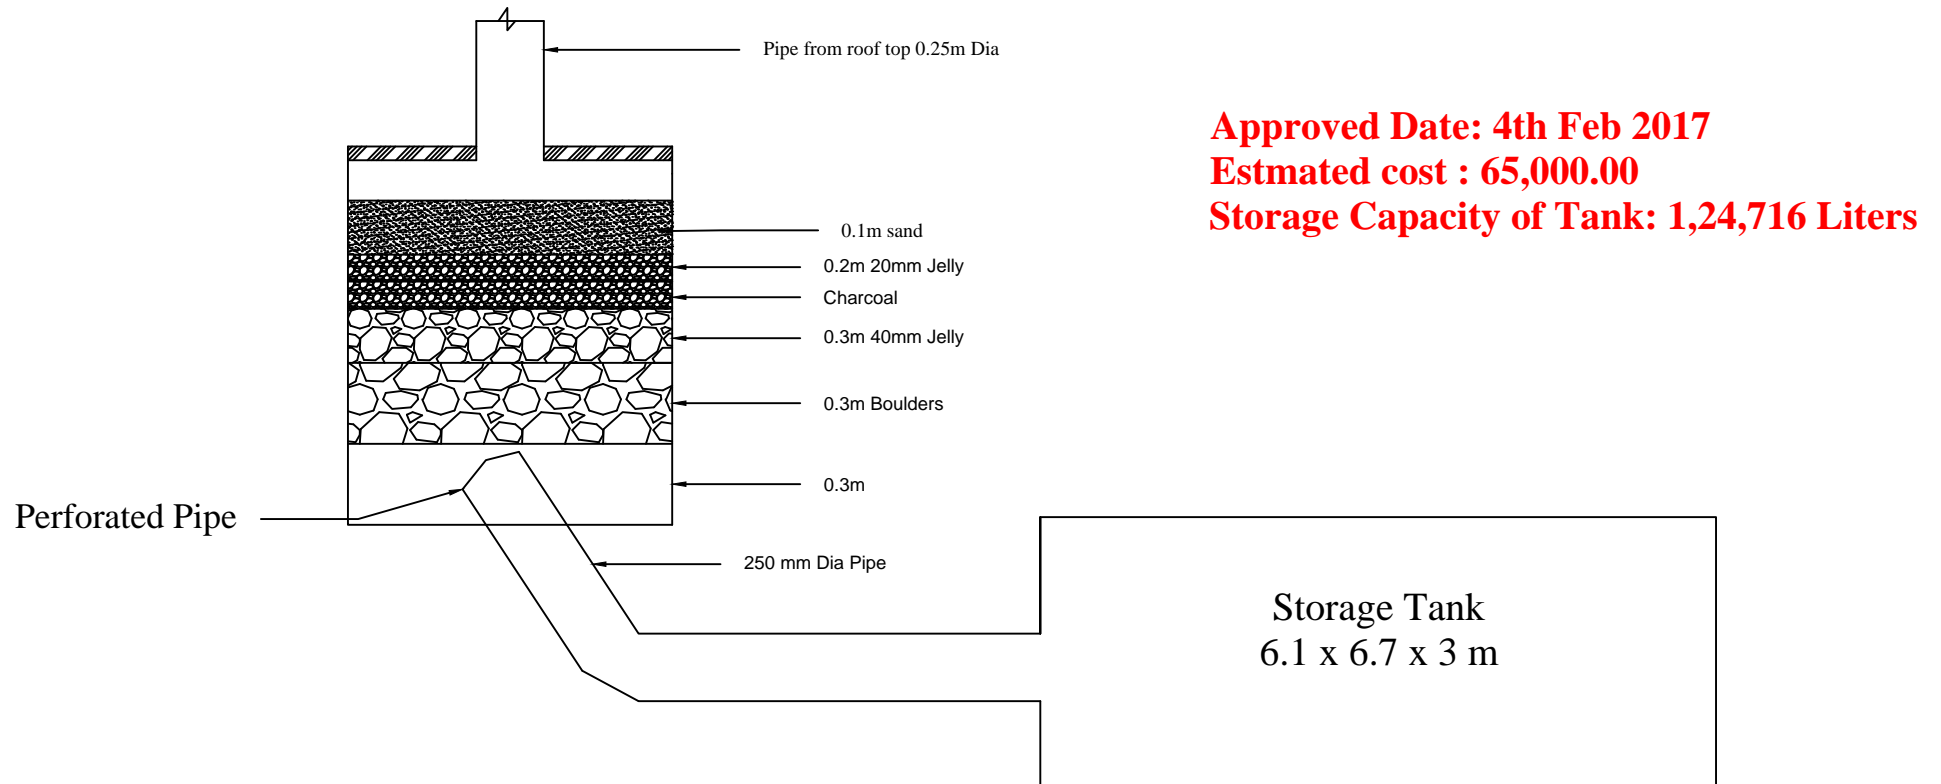 Pipe from roof top 0.25m Dia
Approved Date: 4th Feb 2017
Estmated cost : 65,000.00
Storage Capacity of Tank: 1,24,716 Liters
0.1m sand
0.2m 20mm Jelly
Charcoal
0.3m 40mm Jelly
0.3m Boulders
0.3m
Perforated Pipe
250 mm Dia Pipe
Storage Tank
6.1 x 6.7 x 3 m